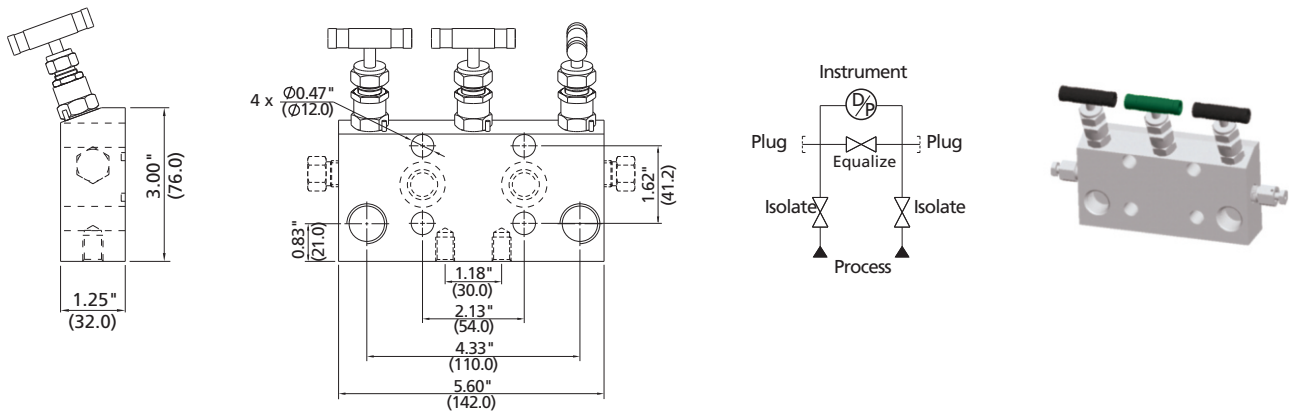 3.00"
(76.0)
1.25"
(32.0)
4 x Ø0.47"
(Ø12.0)
1.62"
(41.2)
0.83"
(21.0)
1.18"
(30.0)
2.13"
(54.0)
4.33"
(110.0)
5.60"
(142.0)
Instrument
D/P
Plug
Plug
Equalize
Isolate
Isolate
Process